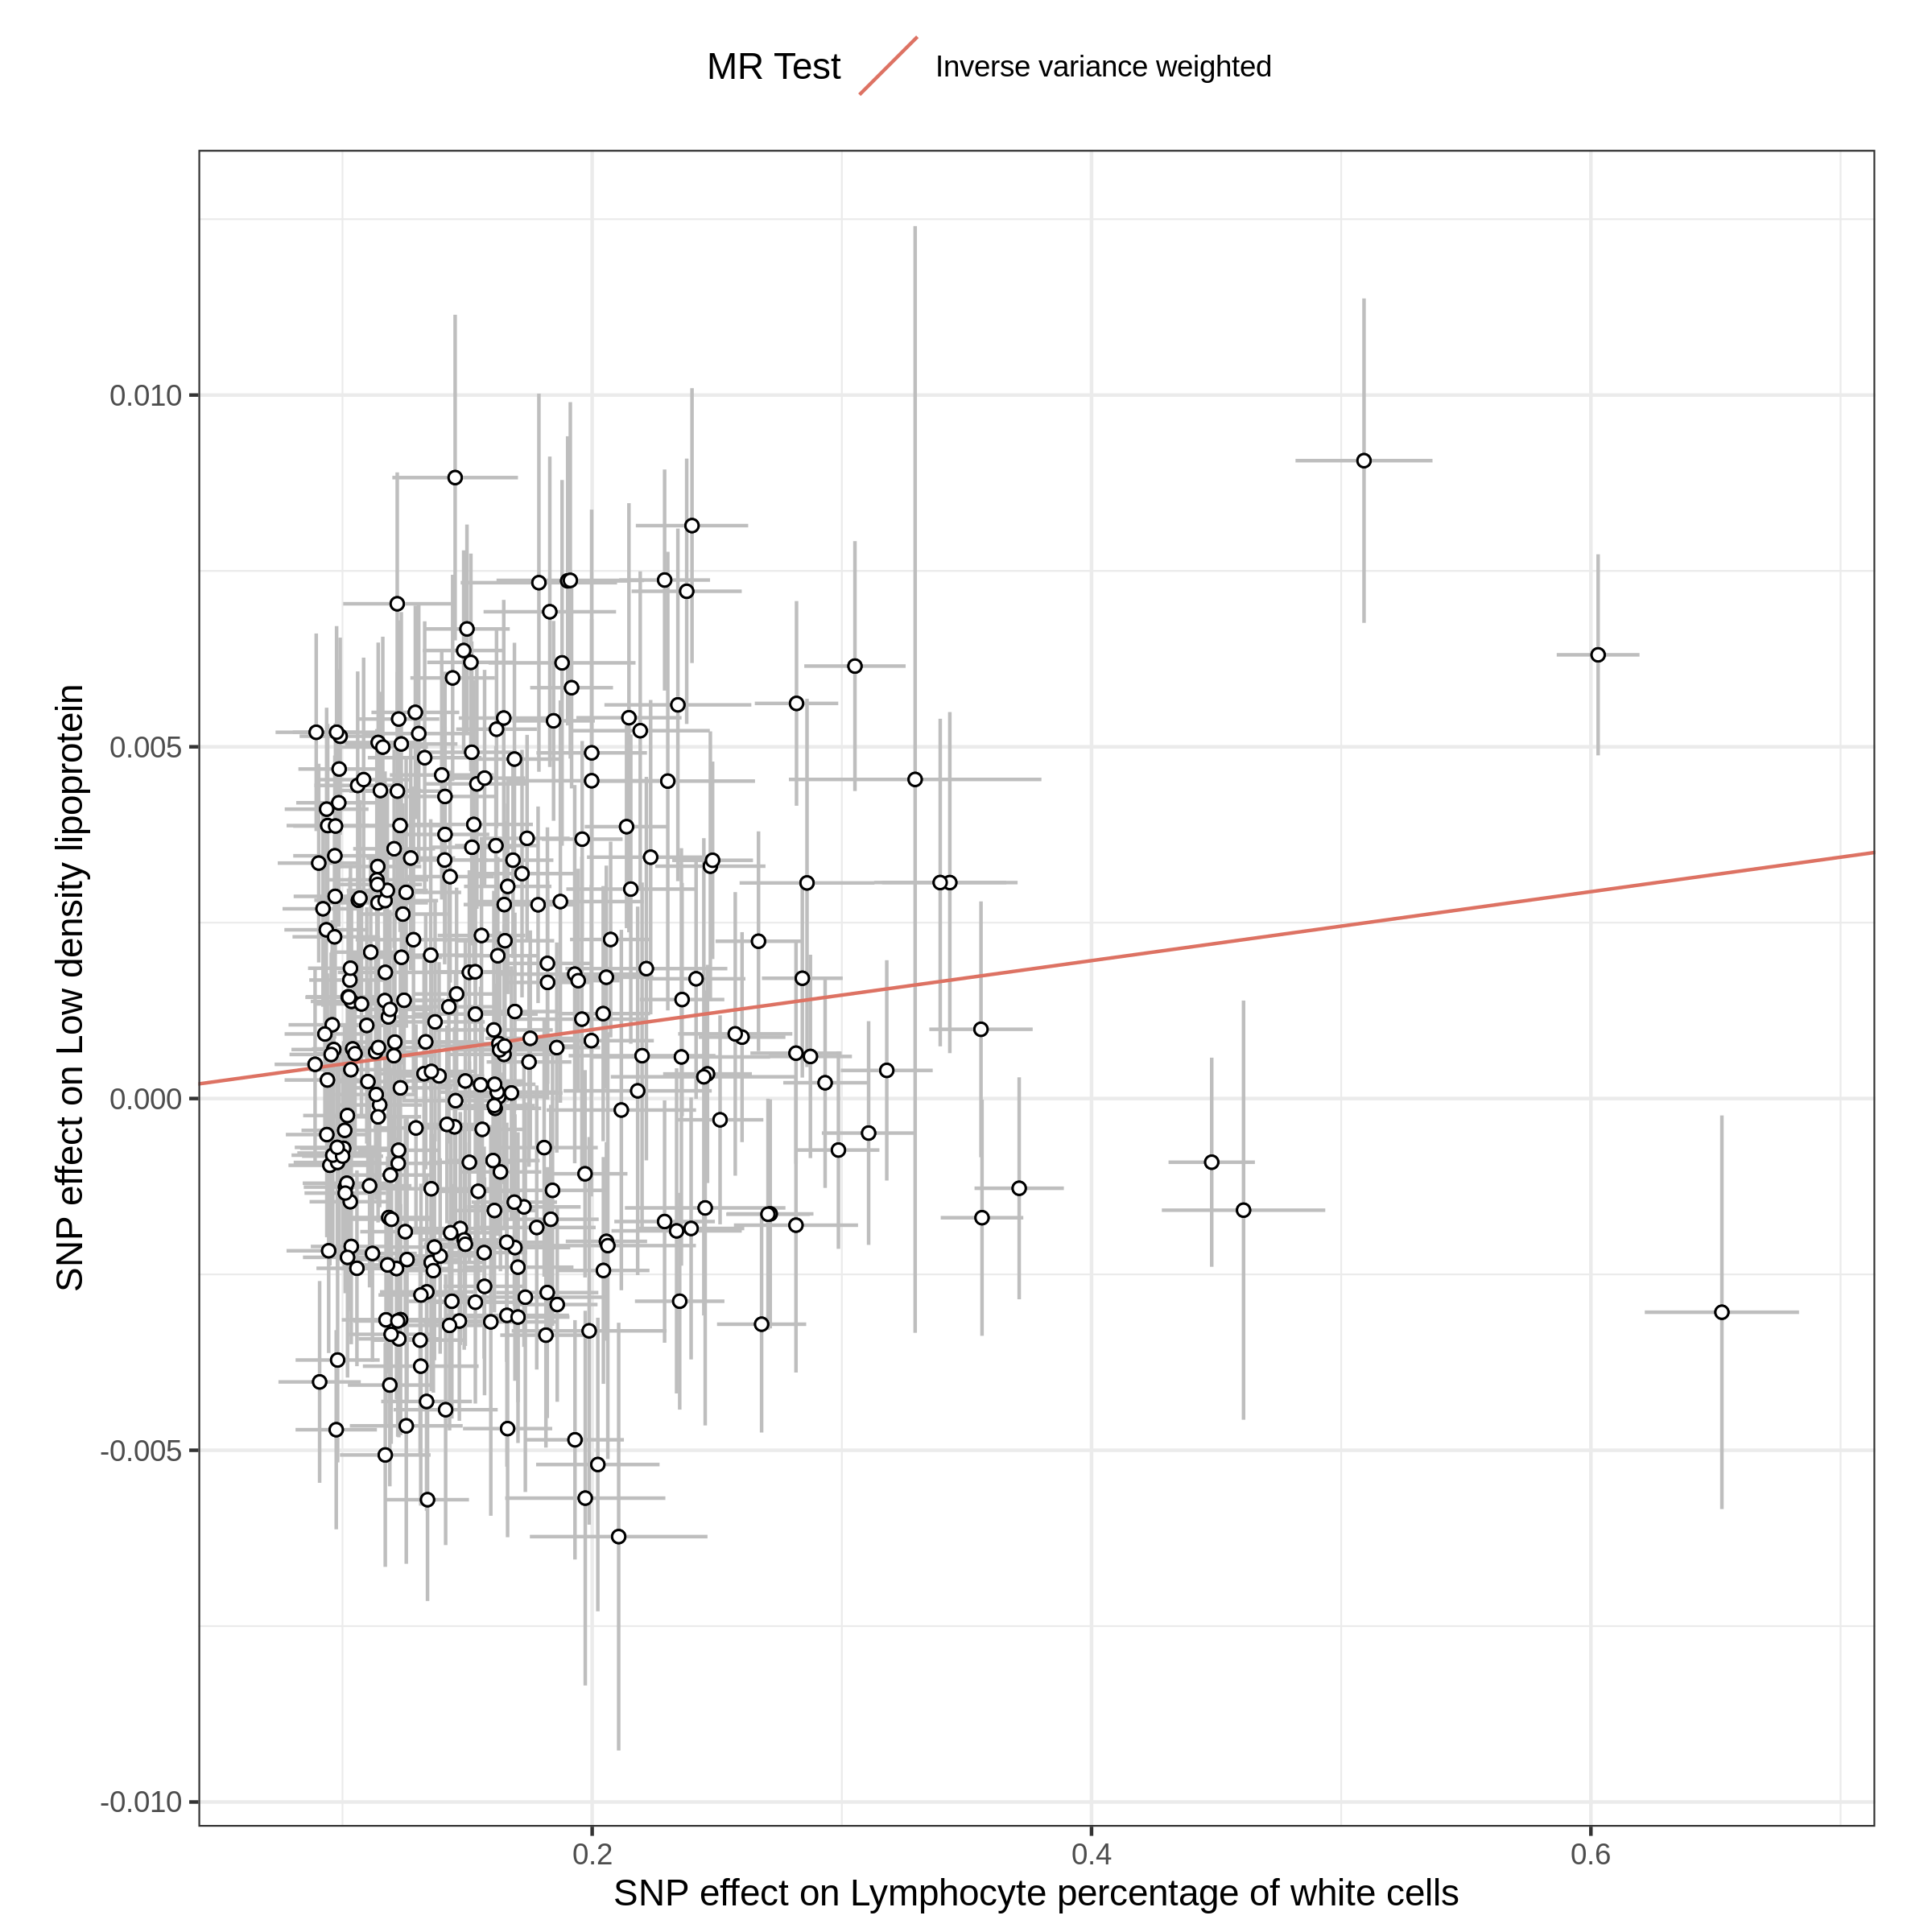 MR Test
Inverse variance weighted
SNP effect on Low density lipoprotein
0.010
0.005
0.000
-0.005
-0.010
0.2
0.4
0.6
SNP effect on Lymphocyte percentage of white cells